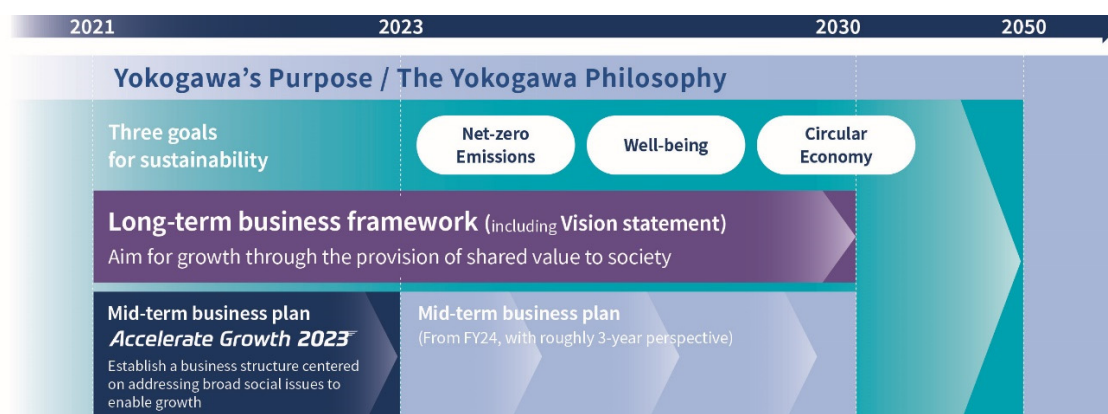 2021 2023 2030 2050
Yokogawa's Purpose / The Yokogawa Philosophy
Three goals
for sustainability
Net-zero
Emissions
Well-being
Circular
Economy
Long-term business framework (including Vision statement)
Aim for growth through the provision of shared value to society
Mid-term business plan
Accelerate Growth 2023
Establish a business structure centered
on addressing broad social issues to
enable growth
Mid-term business plan
(From FY24, with roughly 3-year perspective)